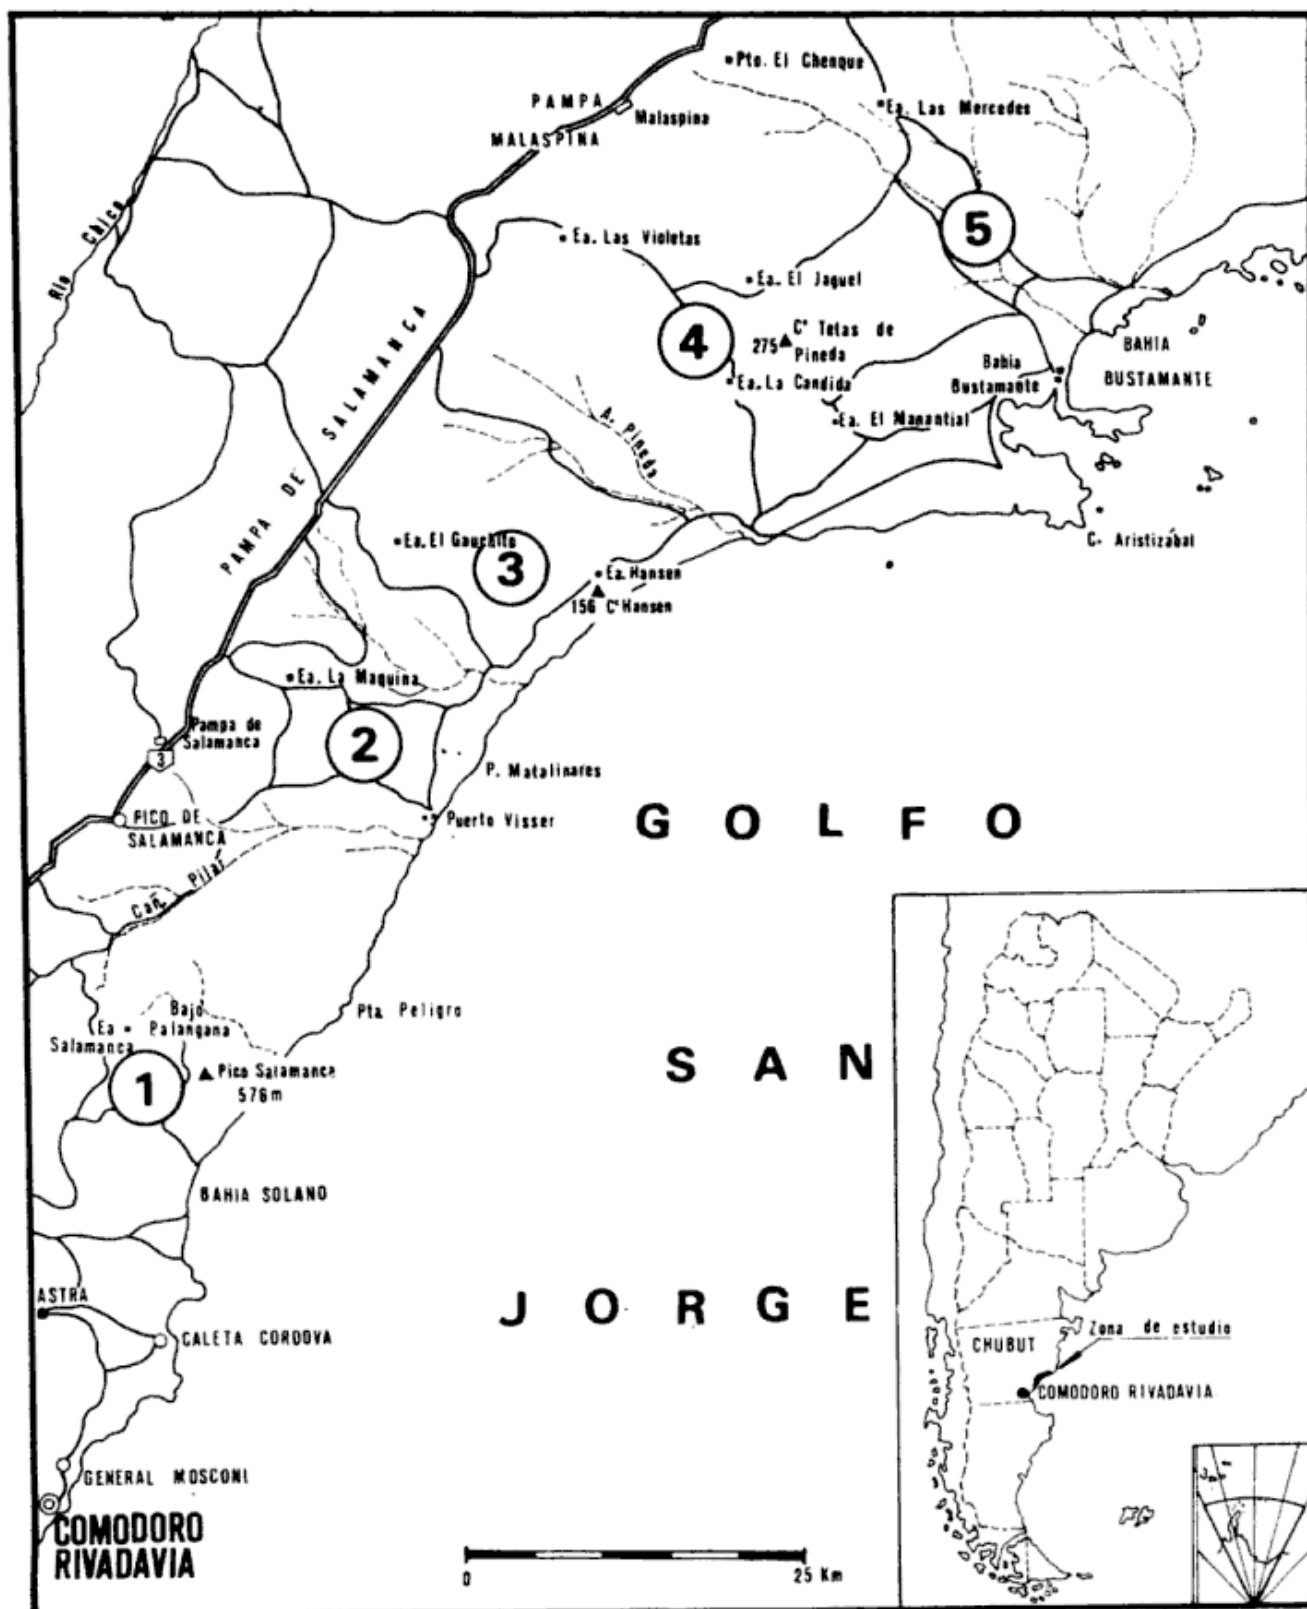 Pto. El Chenque
PAMPA
Malaspina
MALASPINA
Ea. Las Mercedes
Rio Chico
5
Ea. Las Violetas
Ea. El Jaguel
PAMPA DE SALAMANCA
4
275
C° Tetas de
Pineda
BAHIA
BUSTAMANTE
Bahia
Bustamante
Ea. La Candida
A. Pineda
Ea. El Manantial
C. Aristizábal
Ea. El Gauchito
3
Ea. Hansen
156 C° Hansen
Ea. La Maquina
Pampa de
Salamanca
3
2
P. Matalinares
PICO DE
SALAMANCA
Puerto Visser
GOLFO
Cañ Pilar
Pta Peligro
Bajo
Palangana
Ea
Salamanca
SAN
1
Pico Salamanca
576m
BAHIA SOLANO
JORGE
ASTRA
CALETA CORDOVA
GENERAL MOSCONI
COMODORO
RIVADAVIA
0
25 Km
Zona de estudio
CHUBUT
COMODORO RIVADAVIA